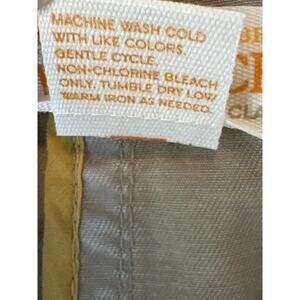 MACHINE WASH COLD
WITH LIKE COLORS.
GENTLE CYCLE.
NON-CHLORINE BLEACH
ONLY. TUMBLE DRY LOW.
WARM IRON AS NEEDED.